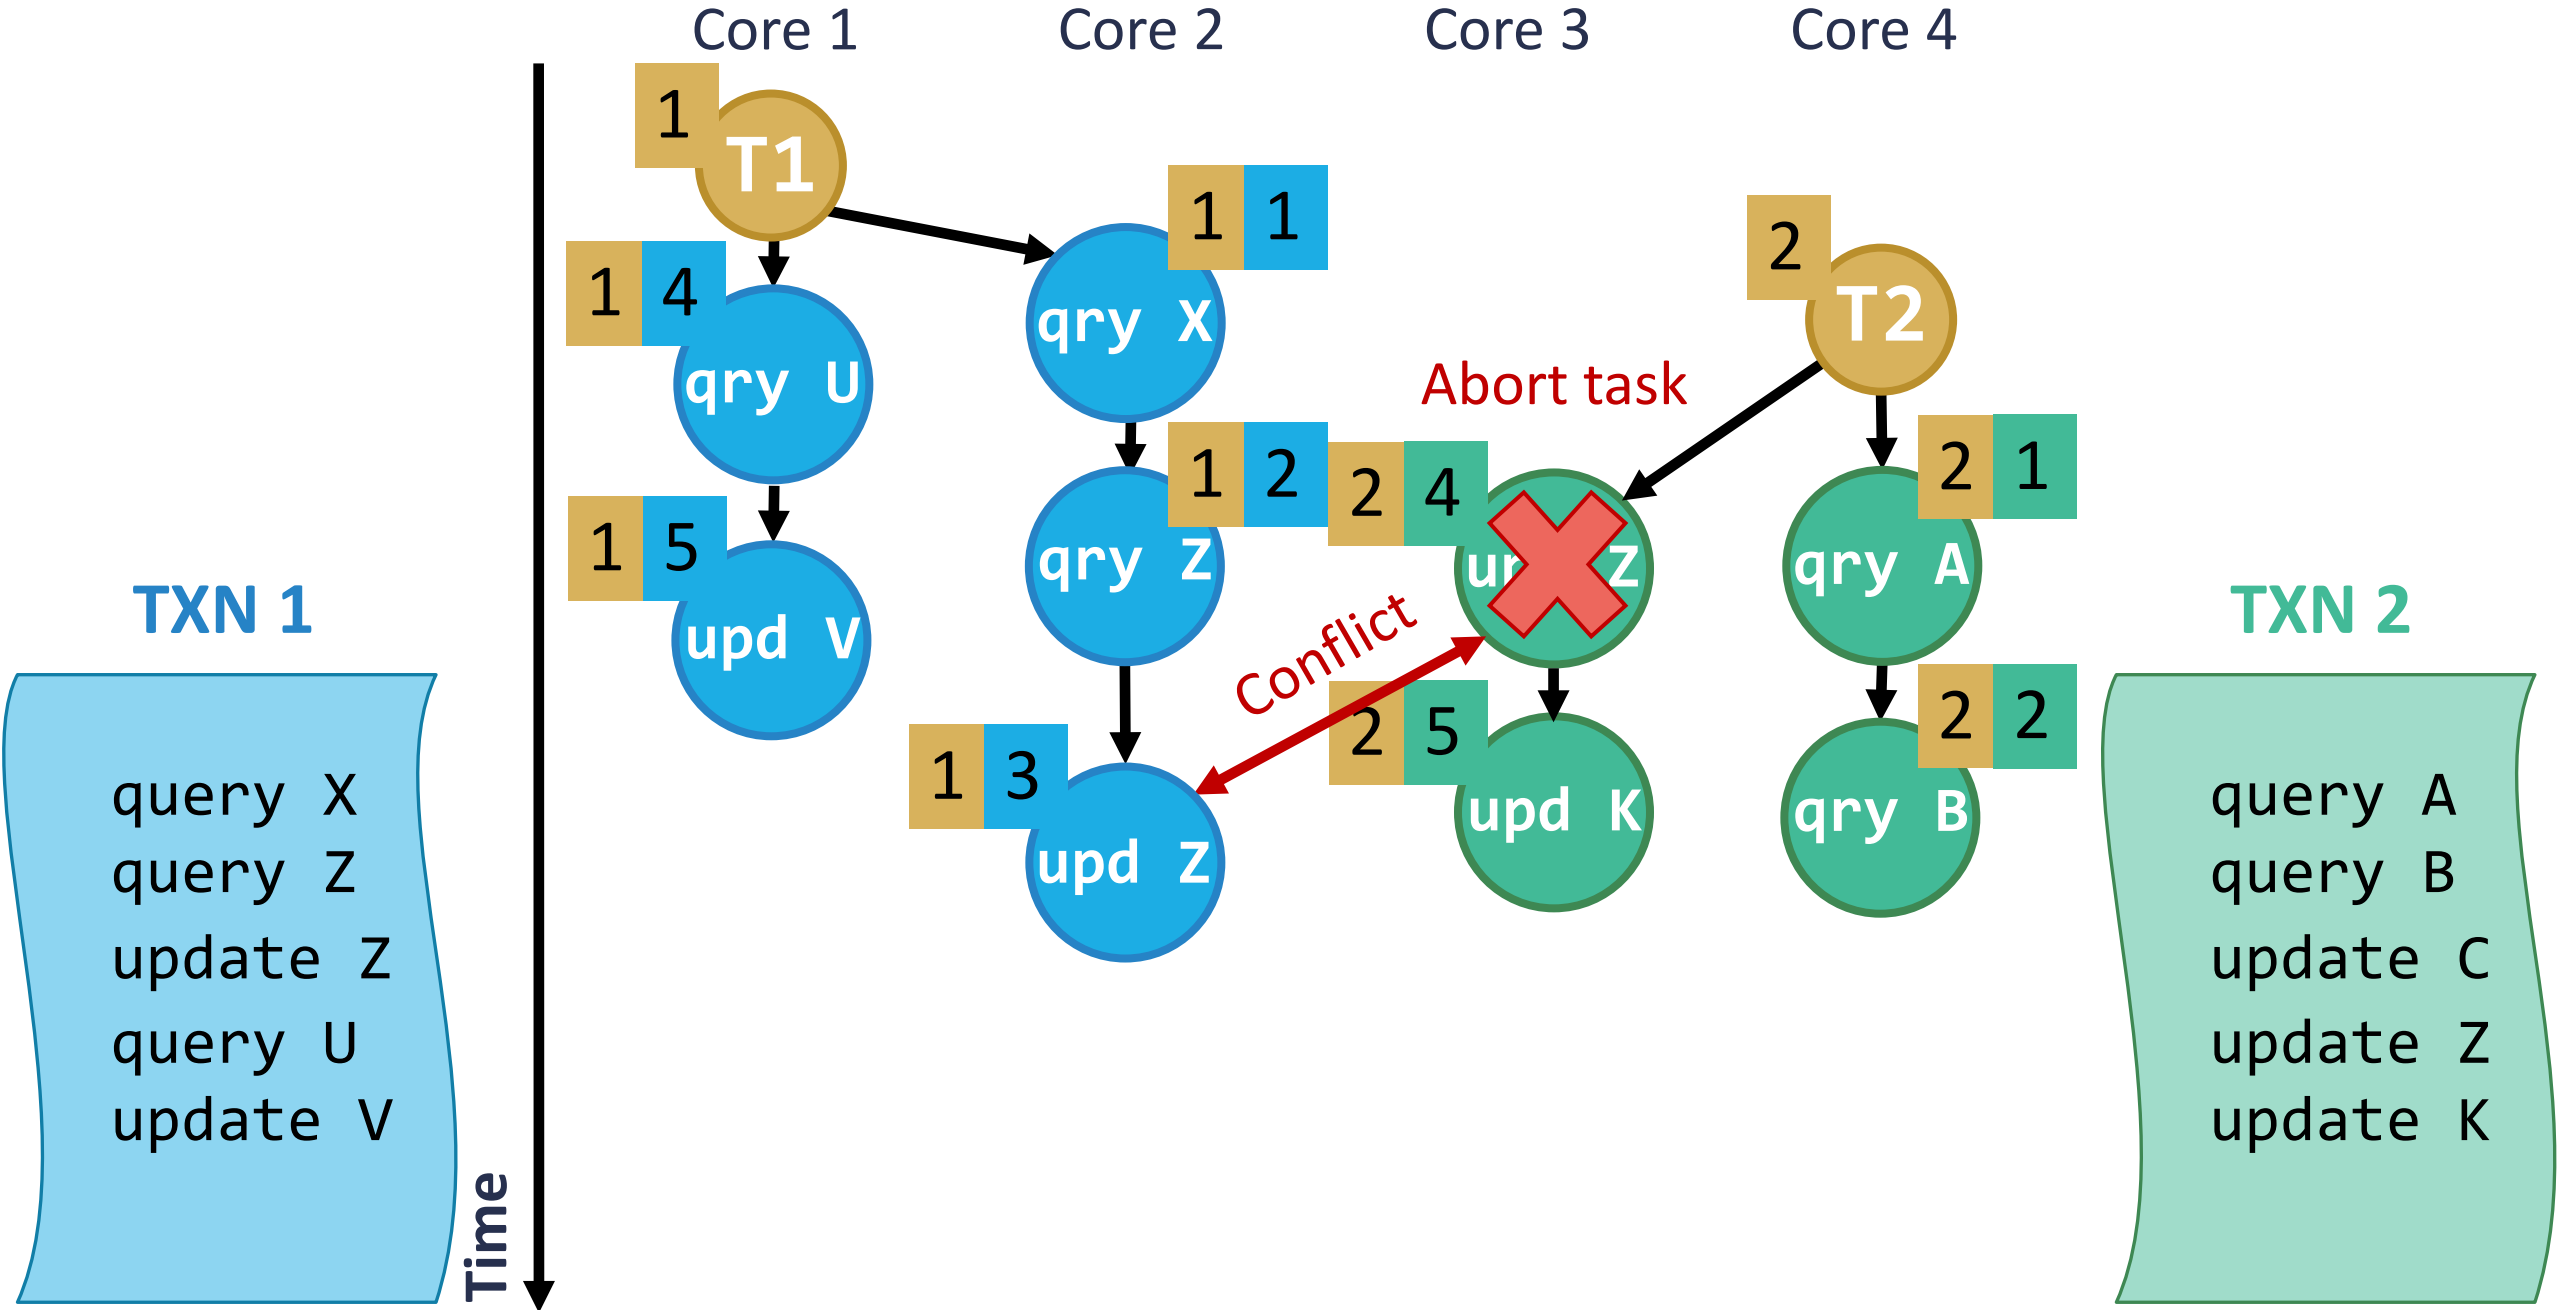 Core 1 Core 2 Core 3 Core 4
1
T1
1 1
2
T2
1 4
qry U
qry X
Abort task
1 2
2 4
2 1
1 5
upd V
qry Z
Z
qry A
Conflict
1 3
upd Z
2 5
upd K
2 2
qry B
TXN 1
query X
query Z
update Z
query U
update V
Time
TXN 2
query A
query B
update C
update Z
update K